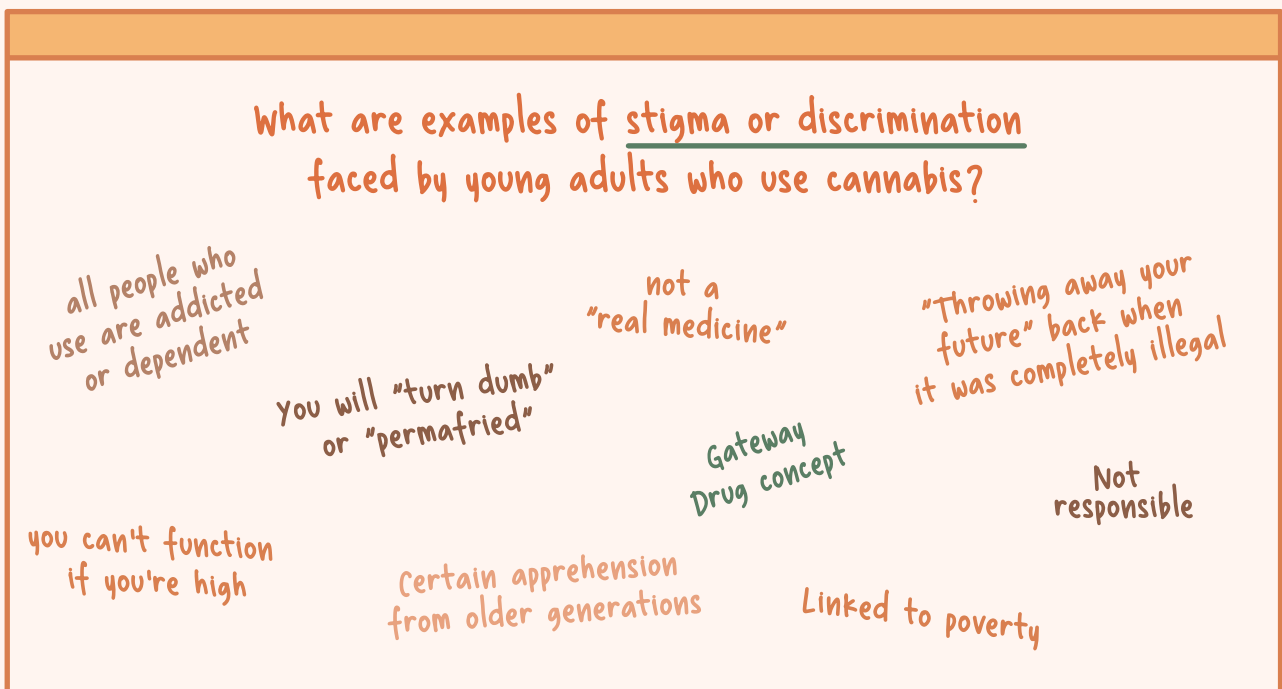 What are examples of stigma or discrimination
faced by young adults who use cannabis?
all people who
use are addicted
or dependent
not a
"real medicine"
"Throwing away your
future" back when
it was completely illegal
You will "turn dumb"
or "permafried"
Gateway
Drug concept
Not
responsible
you can't function
if you're high
Certain apprehension
from older generations
Linked to poverty